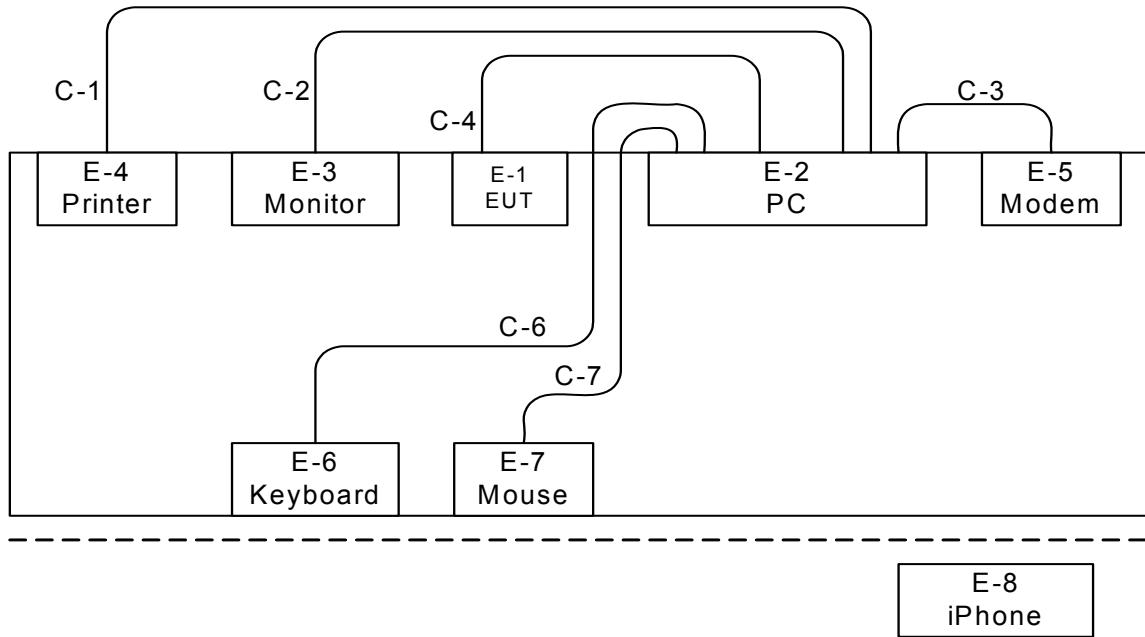 C-1
C-2
C-4
C-3
E-4
Printer
E-3
Monitor
E-1
EUT
E-2
PC
E-5
Modem
C-6
C-7
E-6
Keyboard
E-7
Mouse
E-8
iPhone